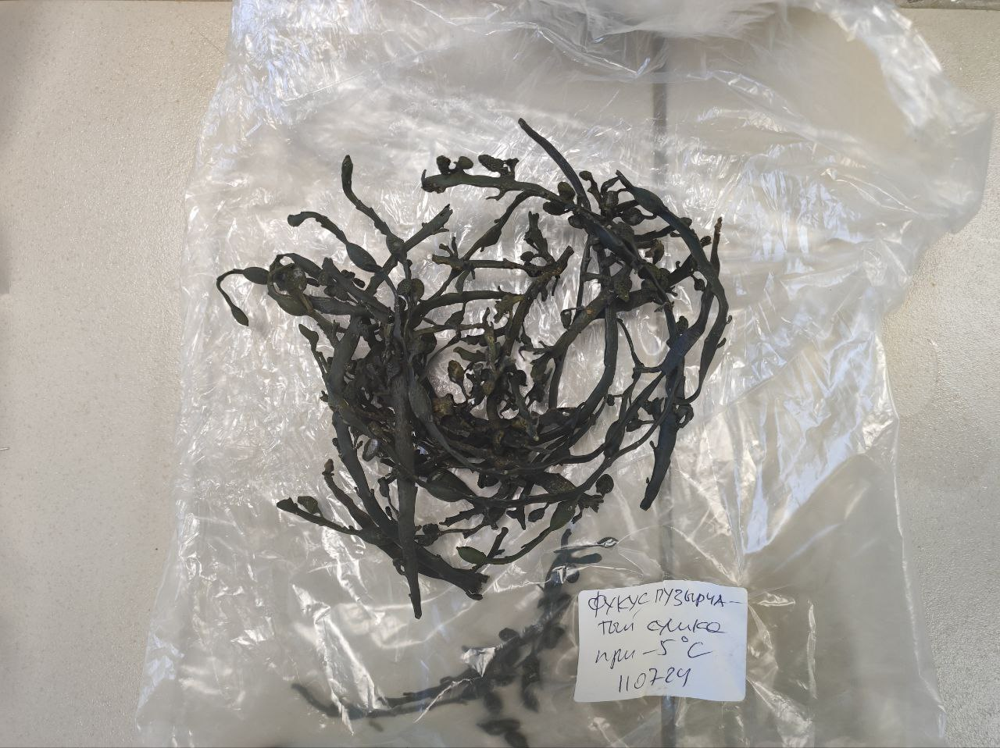 Фукус пузырча-
тый сушка
при -5°C
110724